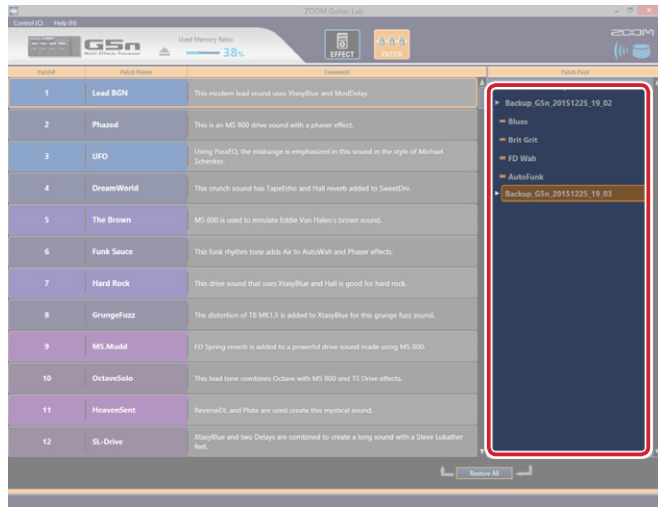 ZOOM Guitar Lab
Control (C) Help (H)
G5n
Multi-Effects Processor
Used Memory Ratio:
38%
EFFECT
PATCH
ZOOM
Patch# Patch Name Comment Patch Pool
1 Lead BGN This modern lead sound uses XtasyBlue and ModDelay.
2 Phazed This is an MS 800 drive sound with a phaser effect.
3 UFO Using ParaEQ, the midrange is emphasized in this sound in the style of Michael
Schenker.
4 DreamWorld This crunch sound has TapeEcho and Hall reverb added to SweetDrv.
5 The Brown MS 800 is used to emulate Eddie Van Halen's brown sound.
6 Funk Sauce This funk rhythm tone adds Air to AutoWah and Phaser effects.
7 Hard Rock This drive sound that uses XtasyBlue and Hall is good for hard rock.
8 GrungeFuzz The distortion of TB MK1.5 is added to XtasyBlue for this grunge fuzz sound.
9 MS.Mudd FD Spring reverb is added to a powerful drive sound made using MS 800.
10 OctaveSolo This lead tone combines Octave with MS 800 and TS Drive effects.
11 HeavenSent ReverseDL and Plate are used create this mystical sound.
12 SL-Drive XtasyBlue and two Delays are combined to create a long sound with a Steve Lukather
feel.
Backup_G5n_20151225_19_02
Blues
Brit Grit
FD Wah
AutoFunk
Backup_G5n_20151225_19_03
Restore All